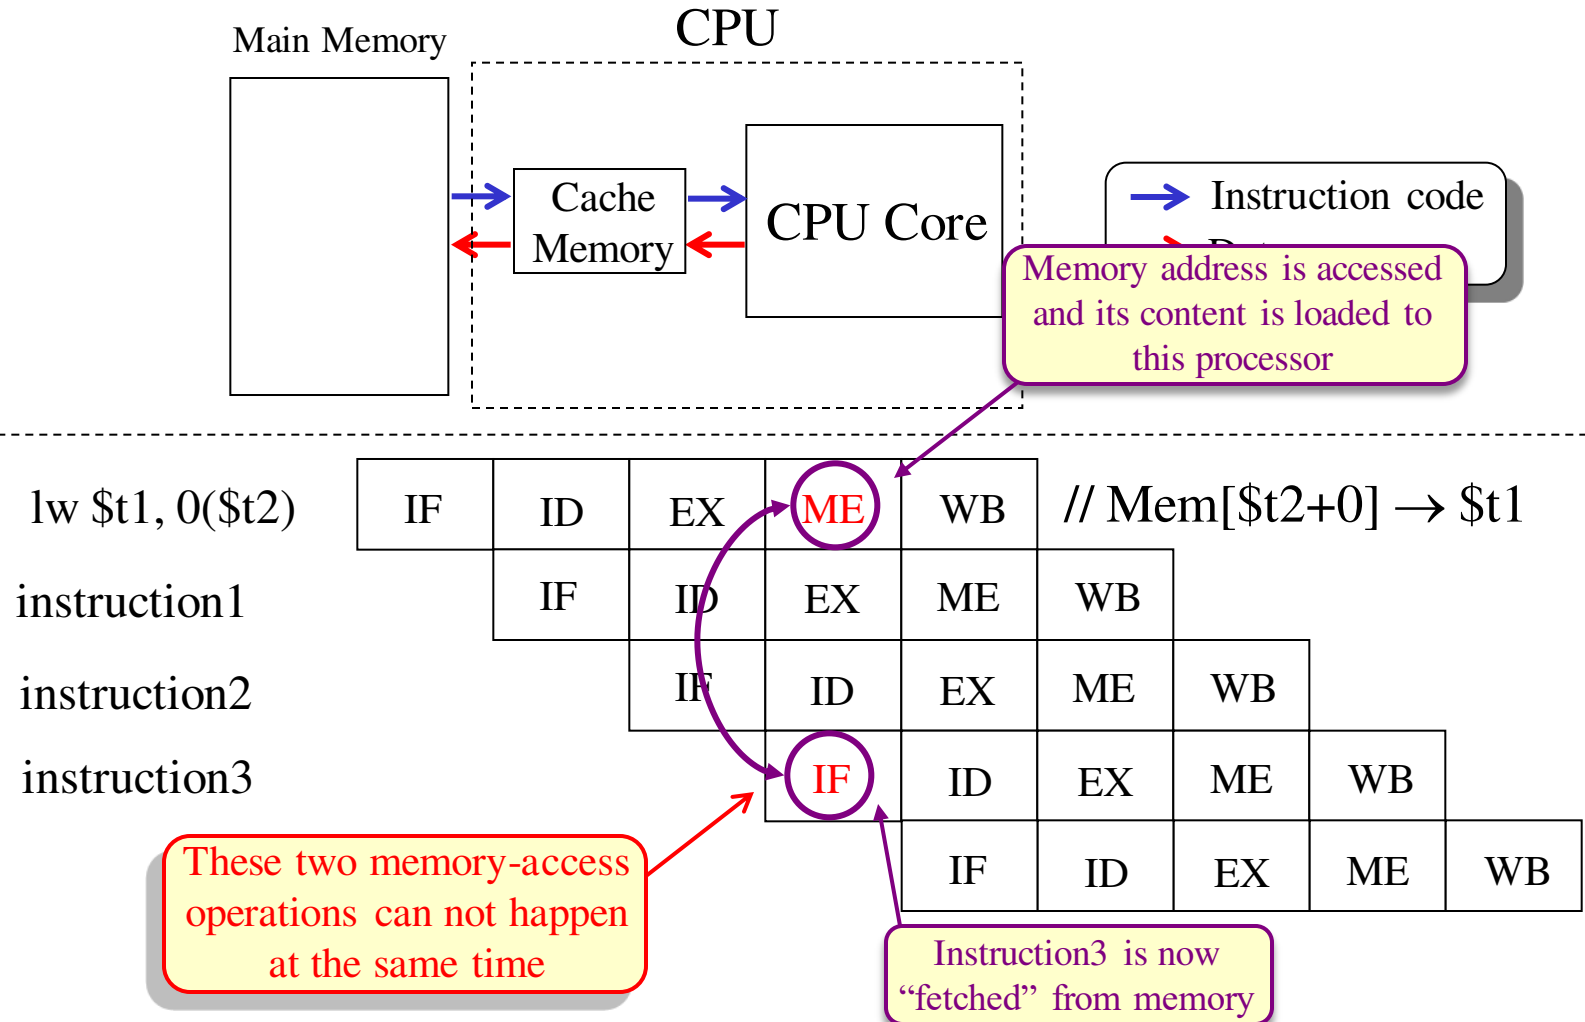 CPU
Main Memory
Cache
Memory
CPU Core
Instruction code
Memory address is accessed
and its content is loaded to
this processor
lw $t1, 0($t2)
IF ID EX ME WB
// Mem[$t2+0] → $t1
instruction1
IF ID EX ME WB
instruction2
IF ID EX ME WB
instruction3
IF ID EX ME WB
IF ID EX ME WB
These two memory-access
operations can not happen
at the same time
Instruction3 is now
“fetched” from memory